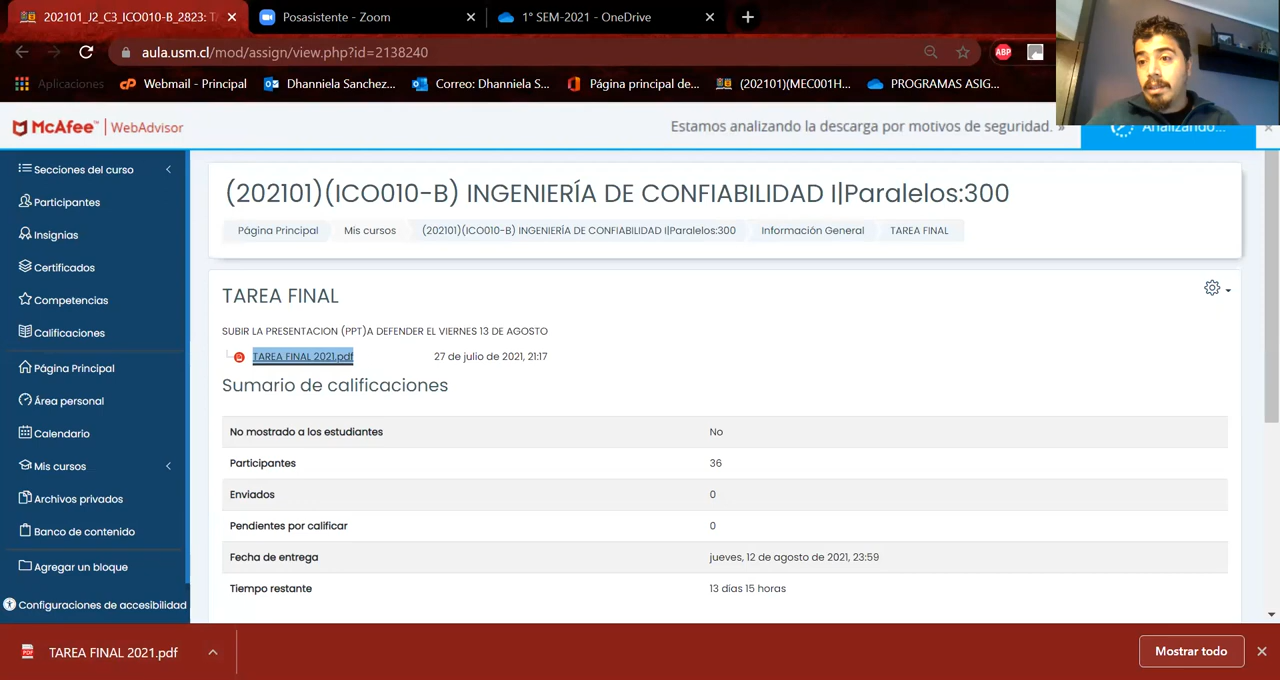 202101_J2_C3_ICO010-B_2823: T
Posasistente - Zoom
1º SEM-2021 - OneDrive
aula.usm.cl/mod/assign/view.php?id=2138240
ABP
Aplicaciones
Webmail - Principal
Dhanniela Sanchez...
Correo: Dhanniela S...
Página principal de...
(202101)(MEC001H...
PROGRAMAS ASIG...
McAfee™ | WebAdvisor
Estamos analizando la descarga por motivos de seguridad. »
Analizando...
Secciones del curso
Participantes
Insignias
Certificados
Competencias
Calificaciones
Página Principal
Área personal
Calendario
Mis cursos
Archivos privados
Banco de contenido
Agregar un bloque
Configuraciones de accesibilidad
(202101)(ICO010-B) INGENIERÍA DE CONFIABILIDAD I|Paralelos:300
Página Principal
Mis cursos
(202101)(ICO010-B) INGENIERÍA DE CONFIABILIDAD I|Paralelos:300
Información General
TAREA FINAL
TAREA FINAL
SUBIR LA PRESENTACION (PPT)A DEFENDER EL VIERNES 13 DE AGOSTO
TAREA FINAL 2021.pdf 27 de julio de 2021, 21:17
Sumario de calificaciones
No mostrado a los estudiantes No
Participantes 36
Enviados 0
Pendientes por calificar 0
Fecha de entrega jueves, 12 de agosto de 2021, 23:59
Tiempo restante 13 días 15 horas
TAREA FINAL 2021.pdf
Mostrar todo